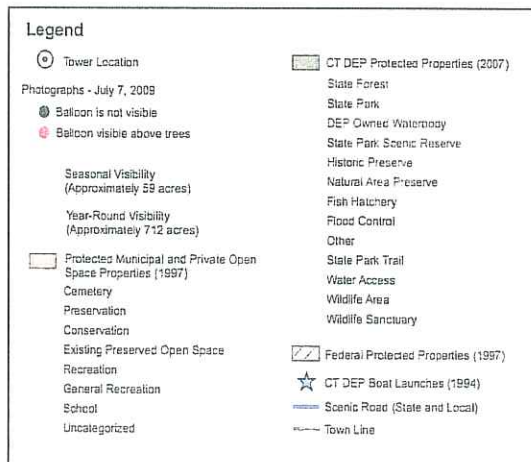 Legend
Tower Location
Photographs - July 7, 2009
Balloon is not visible
Balloon visible above trees
Seasonal Visibility
(Approximately 59 acres)
Year-Round Visibility
(Approximately 712 acres)
Protected Municipal and Private Open
Space Properties (1997)
Cemetery
Preservation
Conservation
Existing Preserved Open Space
Recreation
General Recreation
School
Uncategorized
CT DEP Protected Properties (2007)
State Forest
State Park
DEP Owned Waterbody
State Park Scenic Reserve
Historic Preserve
Natural Area Preserve
Fish Hatchery
Flood Control
Other
State Park Trail
Water Access
Wildlife Area
Wildlife Sanctuary
Federal Protected Properties (1997)
CT DEP Boat Launches (1994)
Scenic Road (State and Local)
Town Line